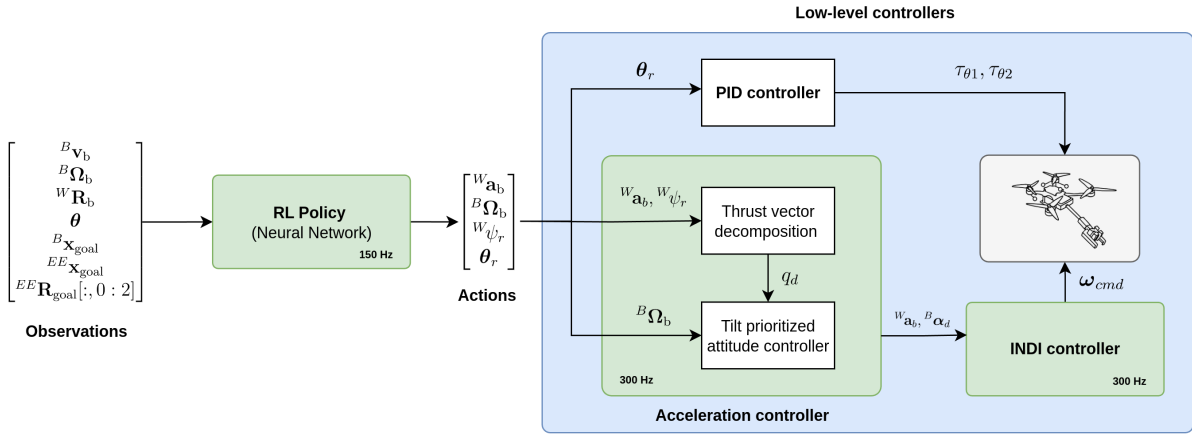 Low-level controllers
θ_r
PID controller
τ_θ1, τ_θ2
^B v_b
^B Ω_b
^W R_b
θ
^B x_goal
^EE x_goal
^EE R_goal[:, 0 : 2]
Observations
RL Policy
(Neural Network)
150 Hz
^W a_b
^B Ω_b
^W ψ_r
θ_r
Actions
^W a_b, ^W ψ_r
Thrust vector
decomposition
q_d
^B Ω_b
Tilt prioritized
attitude controller
300 Hz
Acceleration controller
^W a_b, ^B α_d
ω_cmd
INDI controller
300 Hz